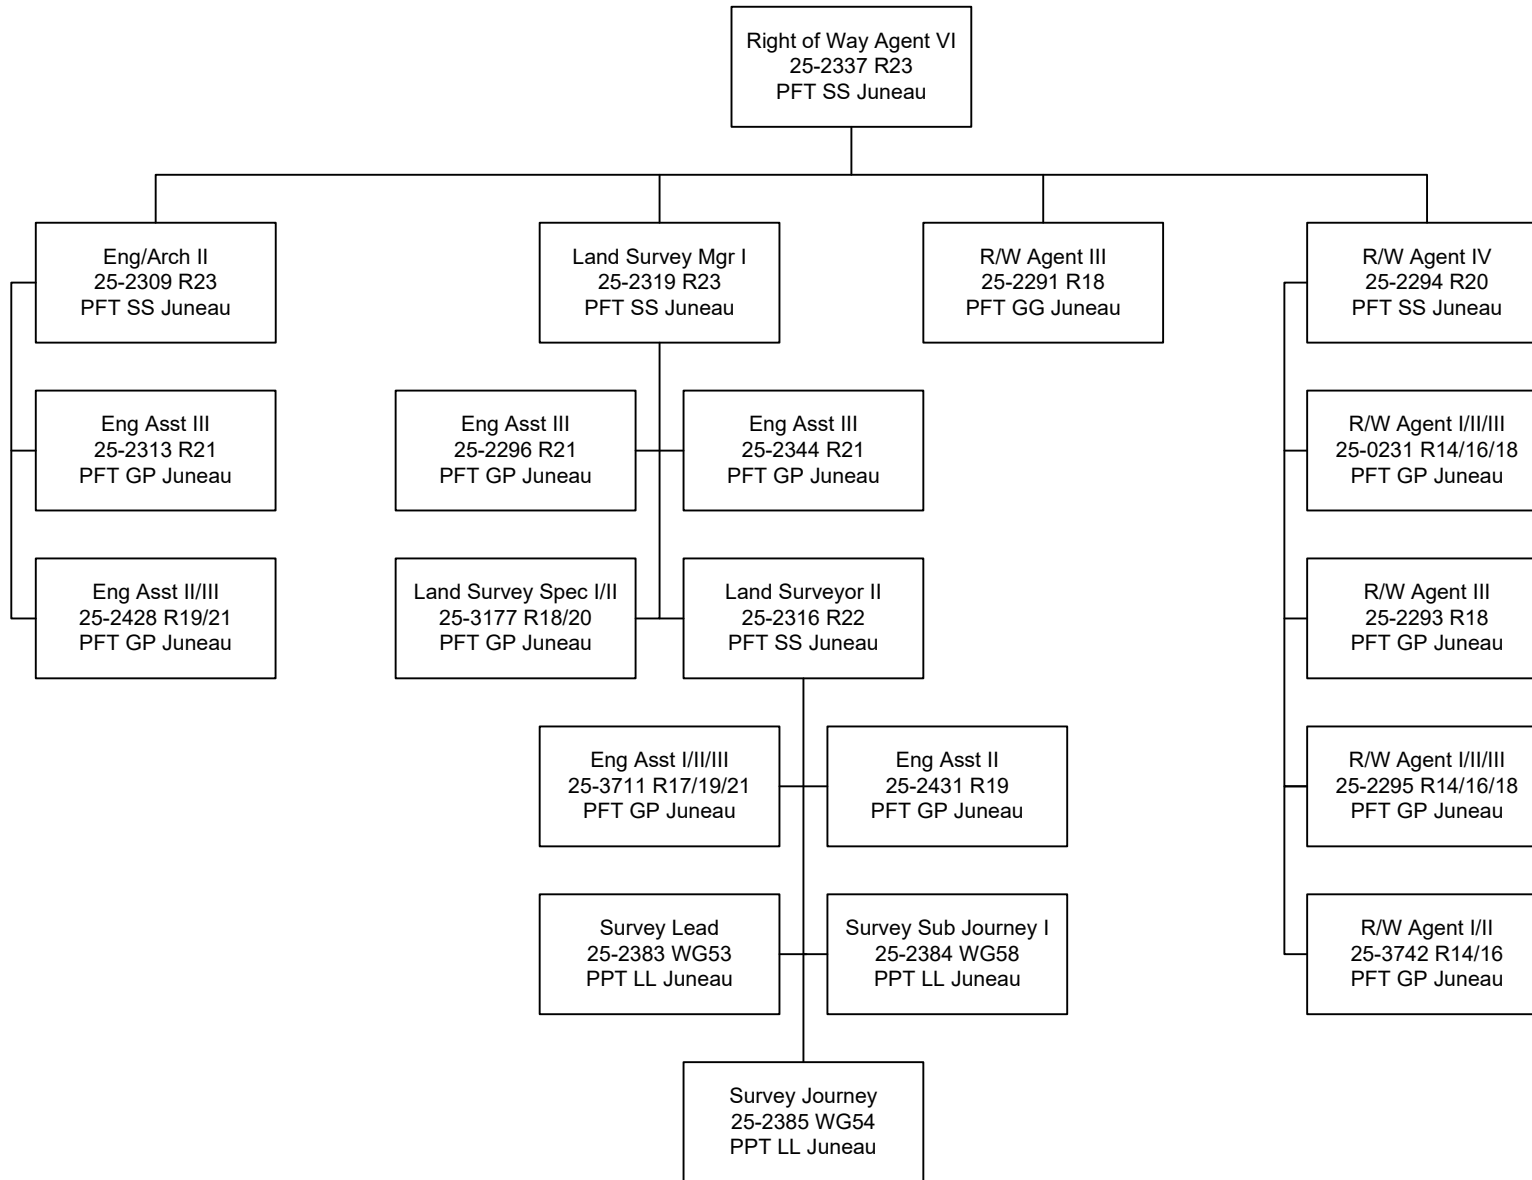 Right of Way Agent VI
25-2337 R23
PFT SS Juneau
Eng/Arch II
25-2309 R23
PFT SS Juneau
Land Survey Mgr I
25-2319 R23
PFT SS Juneau
R/W Agent III
25-2291 R18
PFT GG Juneau
R/W Agent IV
25-2294 R20
PFT SS Juneau
Eng Asst III
25-2313 R21
PFT GP Juneau
Eng Asst III
25-2296 R21
PFT GP Juneau
Eng Asst III
25-2344 R21
PFT GP Juneau
R/W Agent I/II/III
25-0231 R14/16/18
PFT GP Juneau
Eng Asst II/III
25-2428 R19/21
PFT GP Juneau
Land Survey Spec I/II
25-3177 R18/20
PFT GP Juneau
Land Surveyor II
25-2316 R22
PFT SS Juneau
R/W Agent III
25-2293 R18
PFT GP Juneau
Eng Asst I/II/III
25-3711 R17/19/21
PFT GP Juneau
Eng Asst II
25-2431 R19
PFT GP Juneau
R/W Agent I/II/III
25-2295 R14/16/18
PFT GP Juneau
Survey Lead
25-2383 WG53
PPT LL Juneau
Survey Sub Journey I
25-2384 WG58
PPT LL Juneau
R/W Agent I/II
25-3742 R14/16
PFT GP Juneau
Survey Journey
25-2385 WG54
PPT LL Juneau